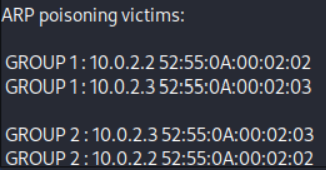 ARP poisoning victims:
GROUP 1 : 10.0.2.2 52:55:0A:00:02:02
GROUP 1 : 10.0.2.3 52:55:0A:00:02:03
GROUP 2 : 10.0.2.3 52:55:0A:00:02:03
GROUP 2 : 10.0.2.2 52:55:0A:00:02:02